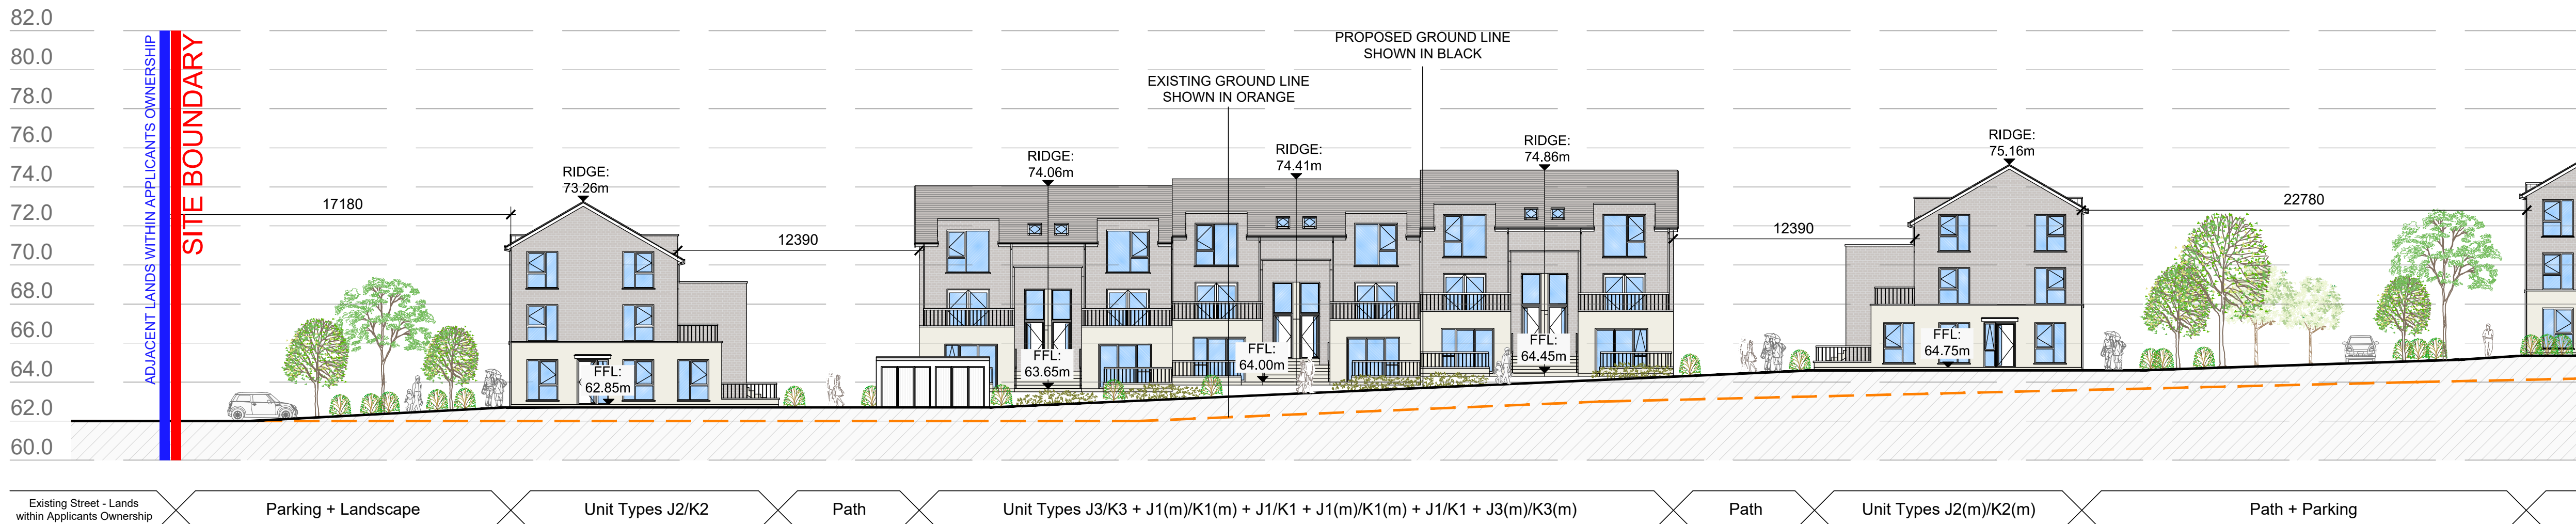 82.0
80.0
78.0
76.0
74.0
72.0
70.0
68.0
66.0
64.0
62.0
60.0
ADJACENT LANDS WITHIN APPLICANTS OWNERSHIP
SITE BOUNDARY
17180
RIDGE:
73.26m
FFL:
62.85m
12390
RIDGE:
74.06m
FFL:
63.65m
EXISTING GROUND LINE
SHOWN IN ORANGE
RIDGE:
74.41m
FFL:
64.00m
PROPOSED GROUND LINE
SHOWN IN BLACK
RIDGE:
74.86m
FFL:
64.45m
12390
RIDGE:
75.16m
FFL:
64.75m
22780
Existing Street - Lands
within Applicants Ownership
Parking + Landscape
Unit Types J2/K2
Path
Unit Types J3/K3 + J1(m)/K1(m) + J1/K1 + J1(m)/K1(m) + J1/K1 + J3(m)/K3(m)
Path
Unit Types J2(m)/K2(m)
Path + Parking